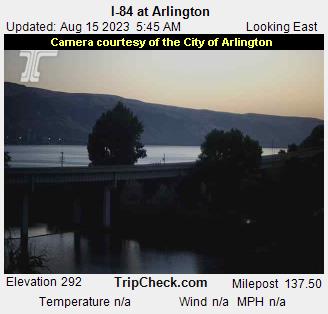 I-84 at Arlington
Updated: Aug 15 2023 5:45 AM Looking East
Camera courtesy of the City of Arlington
Elevation 292 TripCheck.com Milepost 137.50
Temperature n/a Wind n/a MPH n/a